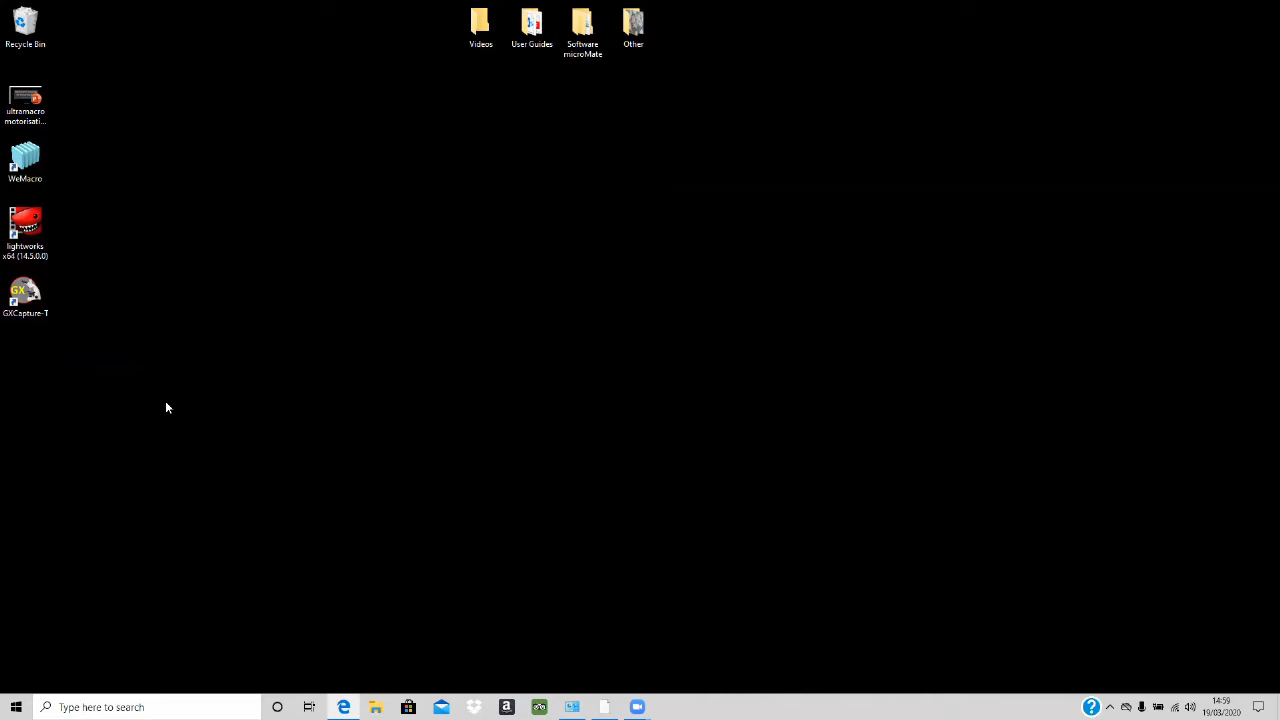 Recycle Bin
Videos
User Guides
Software
microMate
Other
ultramacro
motorisati...
WeMacro
lightworks
x64 (14.5.0.0)
GX
GXCapture-T
Type here to search
14:59
19/03/2020